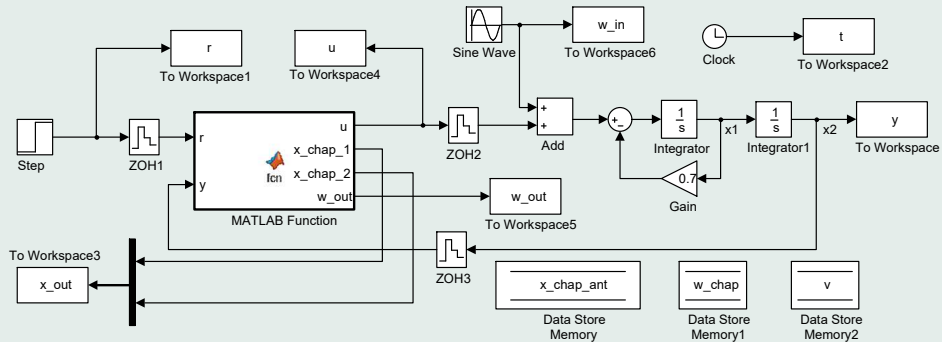 r
To Workspace1
u
To Workspace4
Sine Wave
w_in
To Workspace6
Clock
t
To Workspace2
Step
ZOH1
r
y
u
x_chap_1
x_chap_2
w_out
fcn
MATLAB Function
ZOH2
+
+
Add
+
−
1
s
Integrator
x1
1
s
Integrator1
x2
y
To Workspace
0.7
Gain
w_out
To Workspace5
ZOH3
To Workspace3
x_out
x_chap_ant
Data Store
Memory
w_chap
Data Store
Memory1
v
Data Store
Memory2